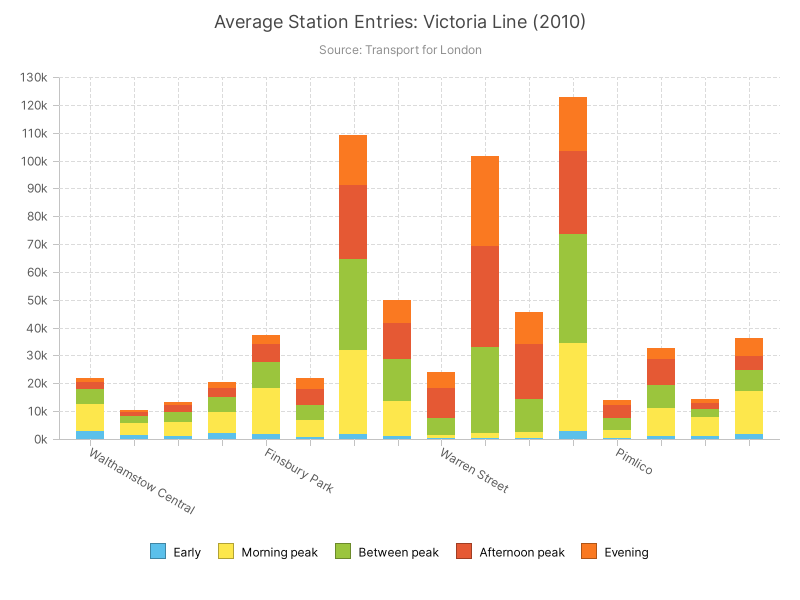 Average Station Entries: Victoria Line (2010)
Source: Transport for London
130k
120k
110k
100k
90k
80k
70k
60k
50k
40k
30k
20k
10k
0k
Walthamstow Central
Finsbury Park
Warren Street
Pimlico
Early
Morning peak
Between peak
Afternoon peak
Evening